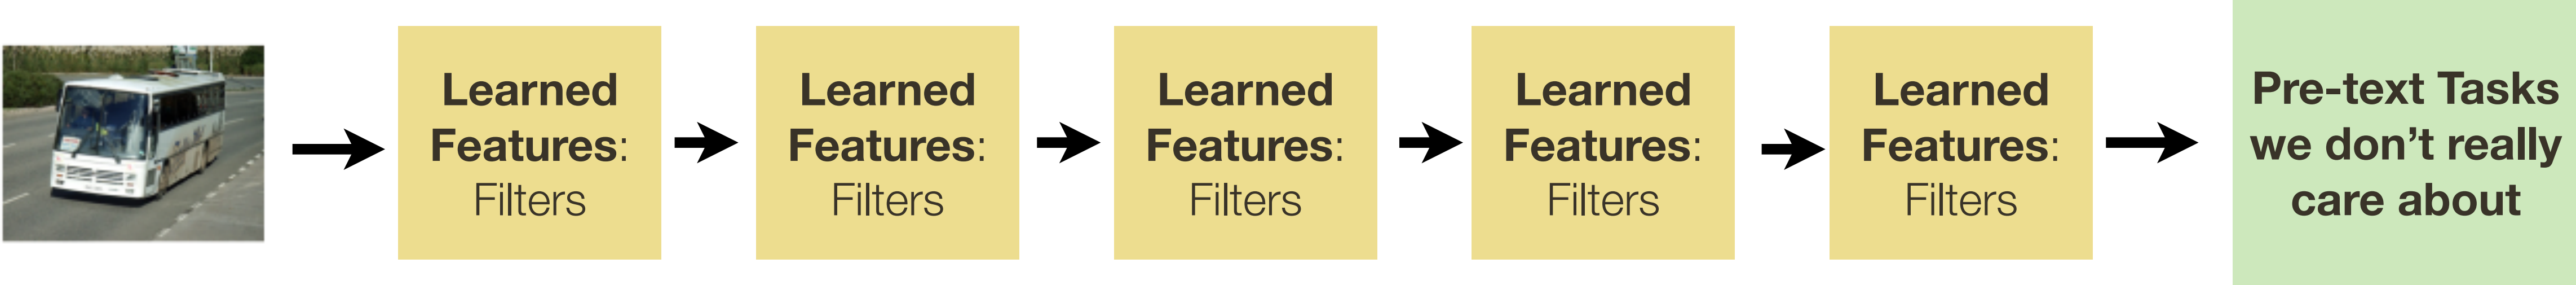 Learned
Features:
Filters
Learned
Features:
Filters
Learned
Features:
Filters
Learned
Features:
Filters
Learned
Features:
Filters
Pre-text Tasks
we don’t really
care about